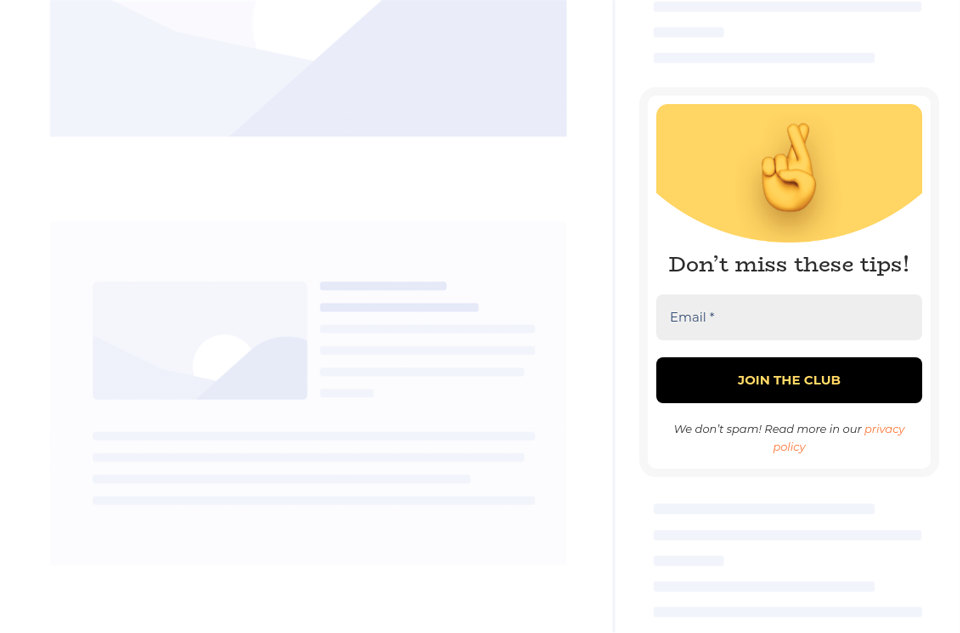 Don’t miss these tips!
Email *
JOIN THE CLUB
We don’t spam! Read more in our privacy
policy